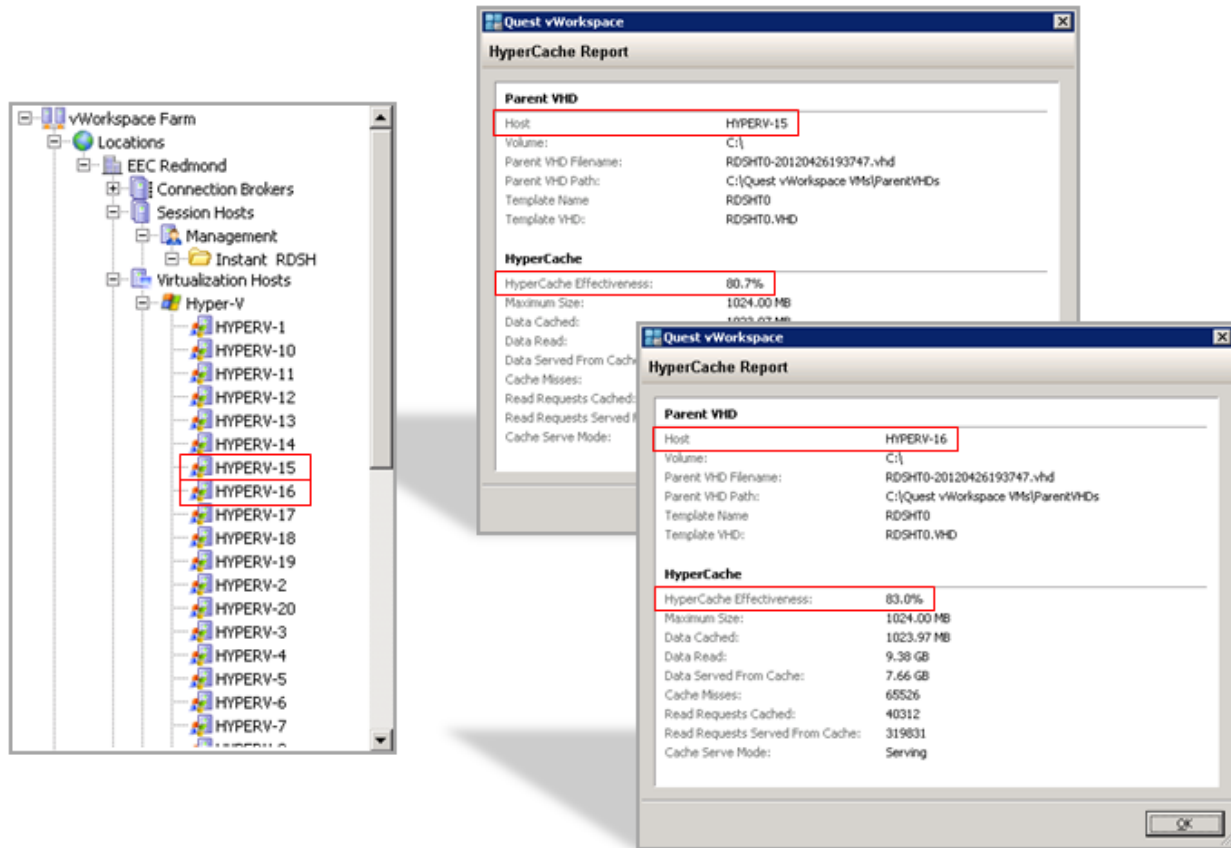 vWorkspace Farm
Locations
EEC Redmond
Connection Brokers
Session Hosts
Management
Instant RDSH
Virtualization Hosts
Hyper-V
HYPERV-1
HYPERV-10
HYPERV-11
HYPERV-12
HYPERV-13
HYPERV-14
HYPERV-15
HYPERV-16
HYPERV-17
HYPERV-18
HYPERV-19
HYPERV-2
HYPERV-20
HYPERV-3
HYPERV-4
HYPERV-5
HYPERV-6
HYPERV-7
Quest vWorkspace
HyperCache Report
Parent VHD
Host HYPERV-15
Volume: C:\
Parent VHD Filename: RDSHT0-20120426193747.vhd
Parent VHD Path: C:\Quest vWorkspace VMs\ParentVHDs
Template Name RDSHT0
Template VHD: RDSHT0.VHD
HyperCache
HyperCache Effectiveness: 80.7%
Maximum Size: 1024.00 MB
Data Cached:
Data Read:
Data Served From Cach
Cache Misses:
Read Requests Cached:
Read Requests Served
Cache Serve Mode:
Quest vWorkspace
HyperCache Report
Parent VHD
Host HYPERV-16
Volume: C:\
Parent VHD Filename: RDSHT0-20120426193747.vhd
Parent VHD Path: C:\Quest vWorkspace VMs\ParentVHDs
Template Name RDSHT0
Template VHD: RDSHT0.VHD
HyperCache
HyperCache Effectiveness: 83.0%
Maximum Size: 1024.00 MB
Data Cached: 1023.97 MB
Data Read: 9.38 GB
Data Served From Cache: 7.66 GB
Cache Misses: 65526
Read Requests Cached: 40312
Read Requests Served From Cache: 319831
Cache Serve Mode: Serving
OK